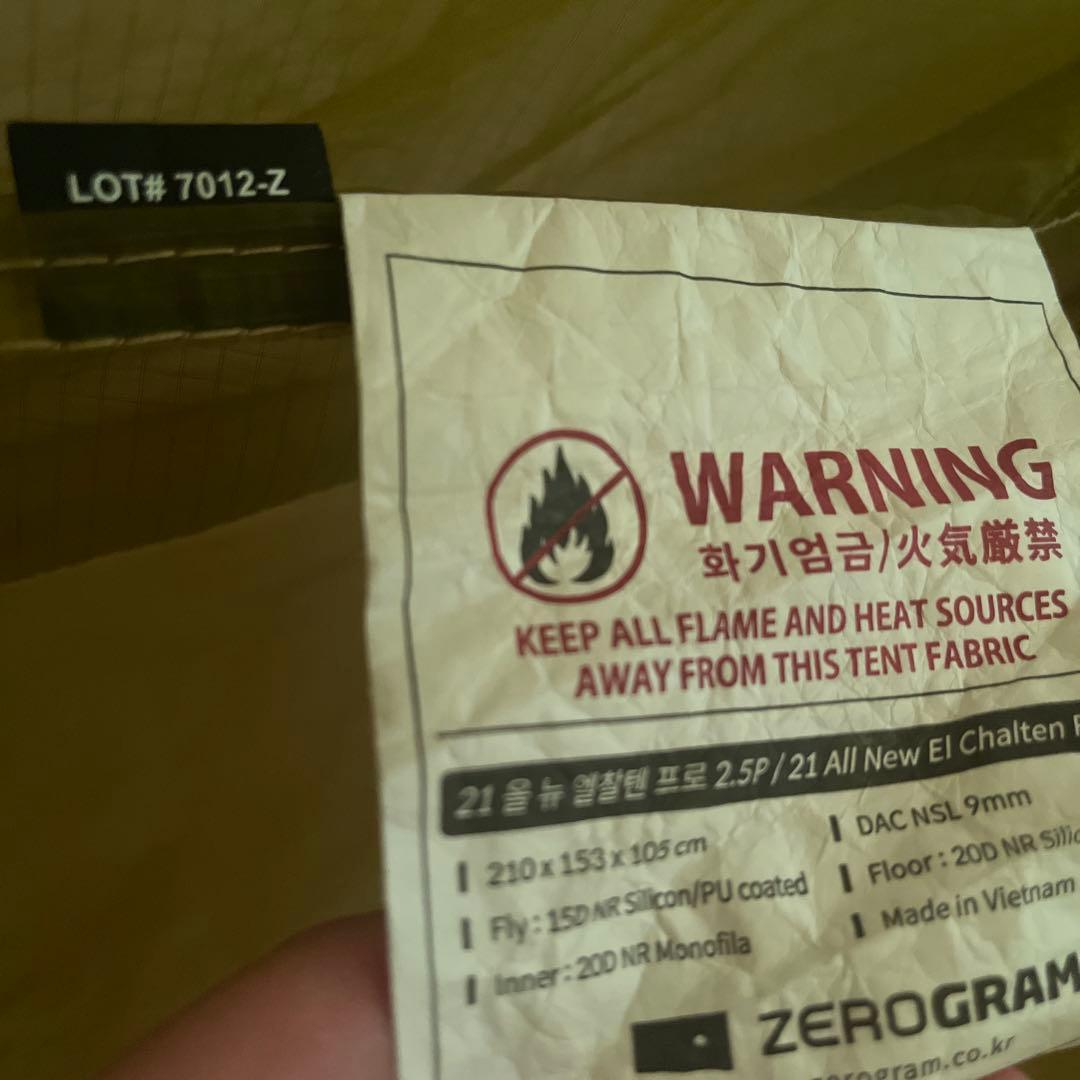 LOT# 7012-Z
WARNING
화기엄금/火気厳禁
KEEP ALL FLAME AND HEAT SOURCES
AWAY FROM THIS TENT FABRIC
21 올 뉴 엘찰텐 프로 2.5P / 21 All New El Chalten
210 x 153 x 105 cm
Fly : 15D NR Silicon/PU coated
Inner : 20D NR Monofila
DAC NSL 9mm
Floor : 20D NR
Made in Vietnam
ZEROGRAM
zerogram.co.kr